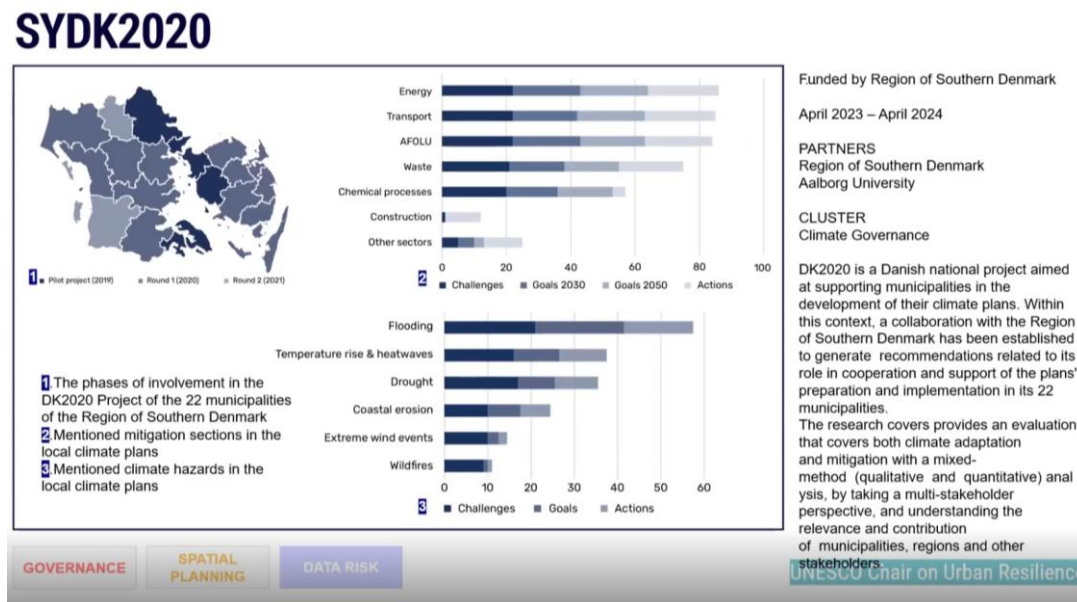 SYDK2020
1 Pilot project (2019) Round 1 (2020) Round 2 (2021)
Energy
Transport
AFOLU
Waste
Chemical processes
Construction
Other sectors
0 20 40 60 80 100
2 Challenges Goals 2030 Goals 2050 Actions
Flooding
Temperature rise & heatwaves
Drought
Coastal erosion
Extreme wind events
Wildfires
0 10 20 30 40 50 60
3 Challenges Goals Actions
1.The phases of involvement in the
DK2020 Project of the 22 municipalities
of the Region of Southern Denmark
2.Mentioned mitigation sections in the
local climate plans
3.Mentioned climate hazards in the
local climate plans
Funded by Region of Southern Denmark
April 2023 – April 2024
PARTNERS
Region of Southern Denmark
Aalborg University
CLUSTER
Climate Governance
DK2020 is a Danish national project aimed
at supporting municipalities in the
development of their climate plans. Within
this context, a collaboration with the Region
of Southern Denmark has been established
to generate recommendations related to its
role in cooperation and support of the plans'
preparation and implementation in its 22
municipalities.
The research covers provides an evaluation
that covers both climate adaptation
and mitigation with a mixed-
method (qualitative and quantitative) anal
ysis, by taking a multi-stakeholder
perspective, and understanding the
relevance and contribution
of municipalities, regions and other
stakeholders.
GOVERNANCE
SPATIAL
PLANNING
DATA RISK
UNESCO Chair on Urban Resilience